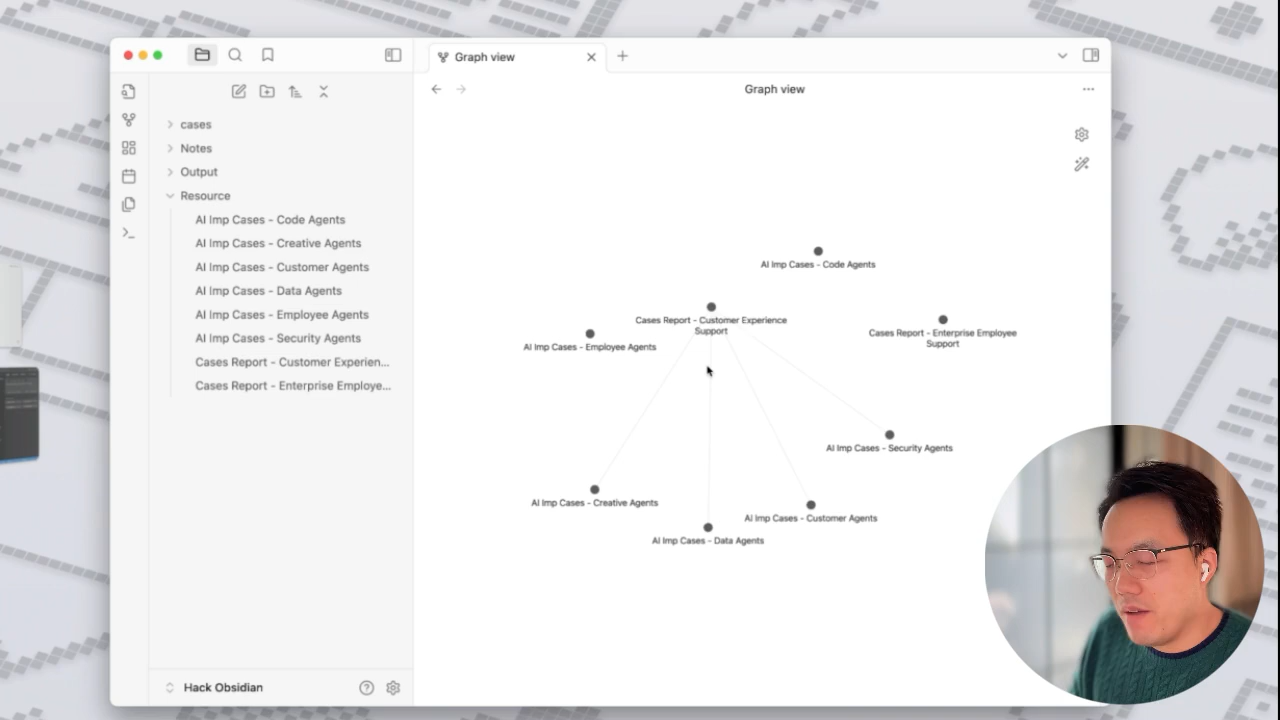 Graph view
Graph view
cases
Notes
Output
Resource
AI Imp Cases - Code Agents
AI Imp Cases - Creative Agents
AI Imp Cases - Customer Agents
AI Imp Cases - Data Agents
AI Imp Cases - Employee Agents
AI Imp Cases - Security Agents
Cases Report - Customer Experien...
Cases Report - Enterprise Employe...
AI Imp Cases - Code Agents
Cases Report - Customer Experience
Support
Cases Report - Enterprise Employee
Support
AI Imp Cases - Employee Agents
AI Imp Cases - Security Agents
AI Imp Cases - Creative Agents
AI Imp Cases - Customer Agents
AI Imp Cases - Data Agents
Hack Obsidian